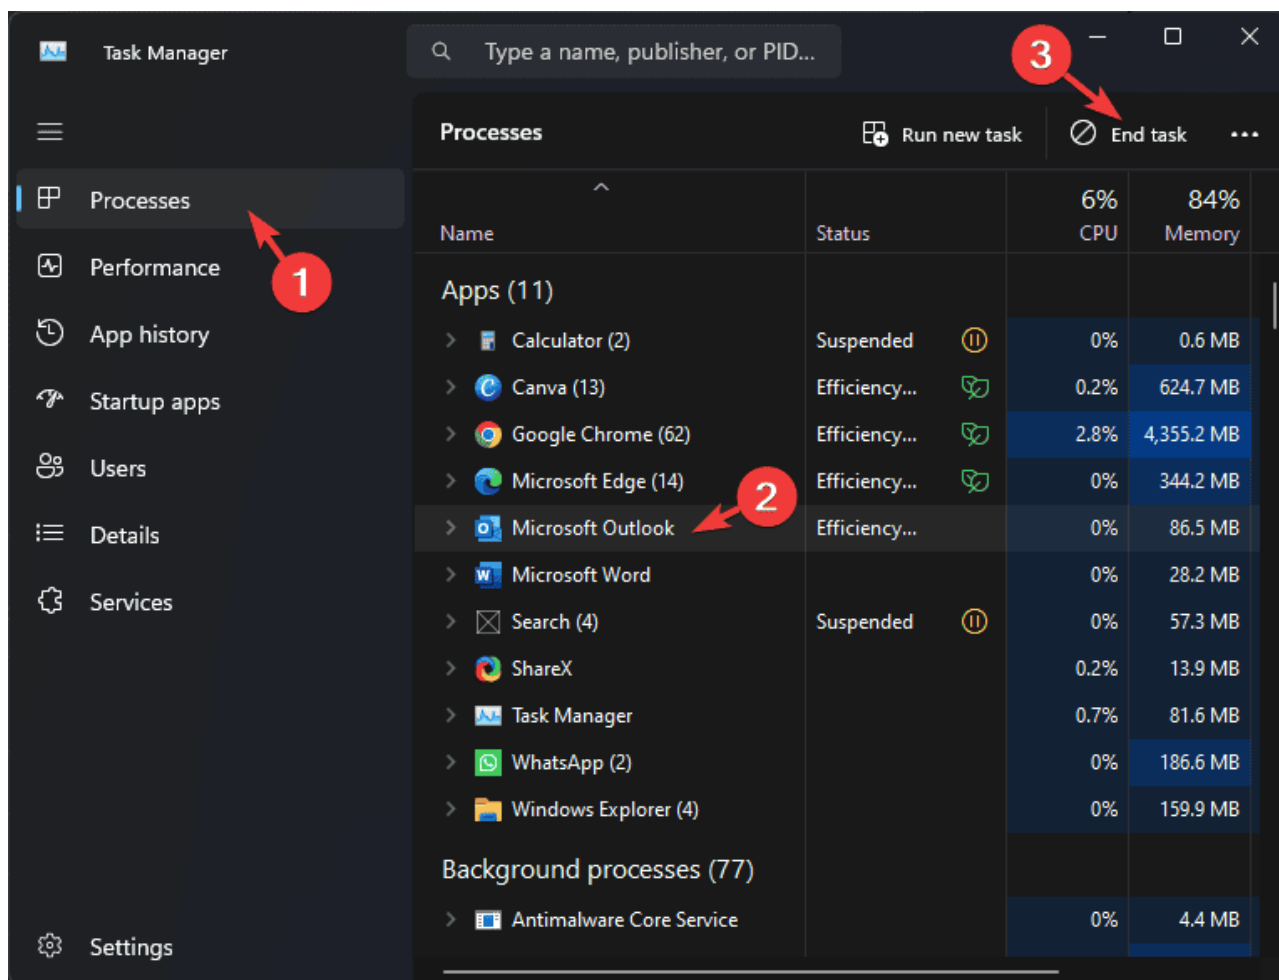 Task Manager
Type a name, publisher, or PID...
3
Processes
Run new task
End task
Processes
Performance
App history
Startup apps
Users
Details
Services
Settings
1
6% 84%
Name Status CPU Memory
Apps (11)
Calculator (2) Suspended 0% 0.6 MB
Canva (13) Efficiency... 0.2% 624.7 MB
Google Chrome (62) Efficiency... 2.8% 4,355.2 MB
Microsoft Edge (14) Efficiency... 0% 344.2 MB
2
Microsoft Outlook Efficiency... 0% 86.5 MB
Microsoft Word 0% 28.2 MB
Search (4) Suspended 0% 57.3 MB
ShareX 0.2% 13.9 MB
Task Manager 0.7% 81.6 MB
WhatsApp (2) 0% 186.6 MB
Windows Explorer (4) 0% 159.9 MB
Background processes (77)
Antimalware Core Service 0% 4.4 MB